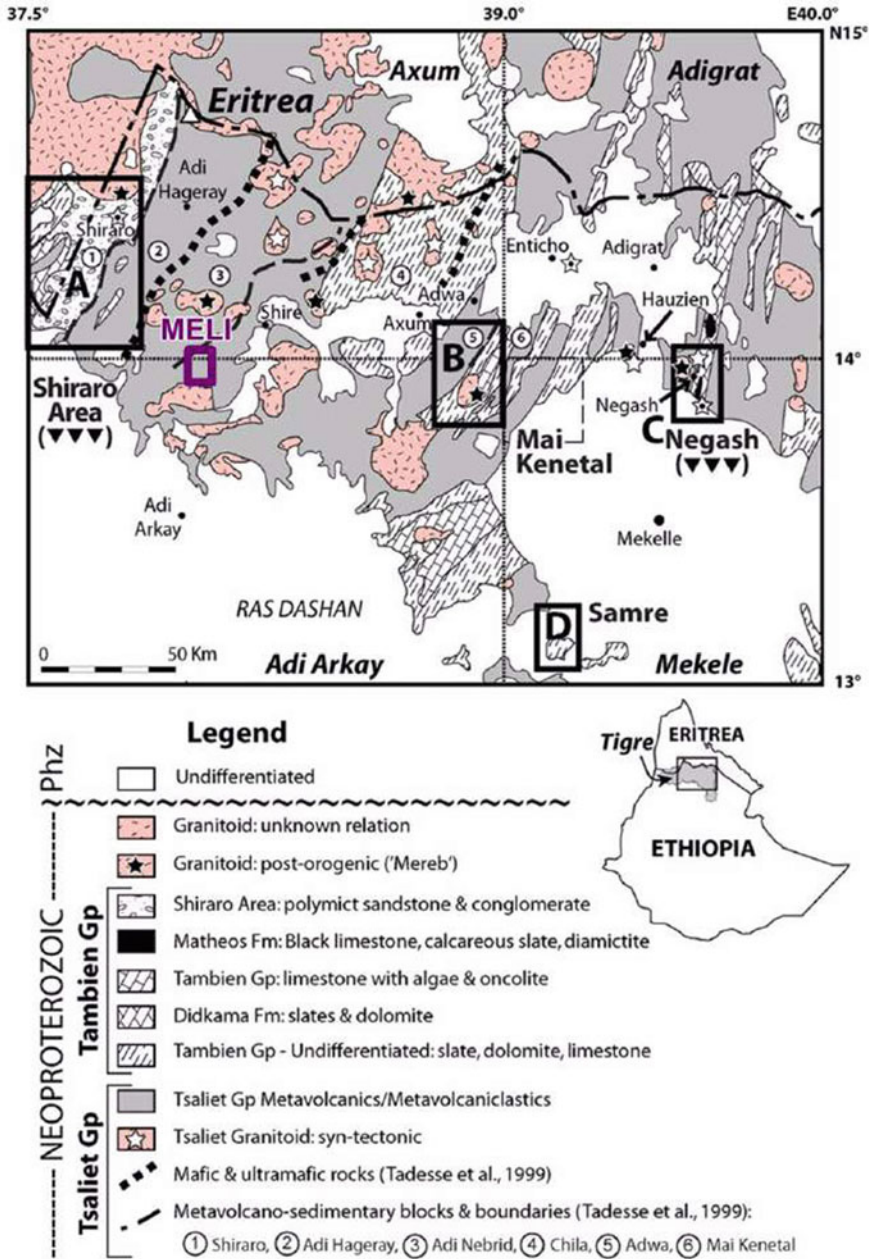 37.5°
39.0°
E40.0°
N15°
Axum
Adigrat
Eritrea
Adi
Hageray
Shiraro
1
A
2
3
4
Enticho
Adigrat
Hauzien
Adwa
Axum
Shire
MELI
B
5
6
14°
Shiraro
Area
(▼▼▼)
Negash
C Negash
(▼▼▼)
Mai
Kenetal
Adi
Arkay
Mekelle
RAS DASHAN
D
Samre
0 50 Km
Adi Arkay
Mekele
13°
Legend
Phz
Undifferentiated
NEOPROTEROZOIC
Granitoid: unknown relation
Granitoid: post-orogenic ('Mereb')
Tambien Gp
Shiraro Area: polymict sandstone & conglomerate
Matheos Fm: Black limestone, calcareous slate, diamictite
Tambien Gp: limestone with algae & oncolite
Didkama Fm: slates & dolomite
Tambien Gp - Undifferentiated: slate, dolomite, limestone
Tsaliet Gp
Tsaliet Gp Metavolcanics/Metavolcaniclastics
Tsaliet Granitoid: syn-tectonic
Mafic & ultramafic rocks (Tadesse et al., 1999)
Metavolcano-sedimentary blocks & boundaries (Tadesse et al., 1999):
① Shiraro, ② Adi Hageray, ③ Adi Nebrid, ④ Chila, ⑤ Adwa, ⑥ Mai Kenetal
Tigre
ERITREA
ETHIOPIA